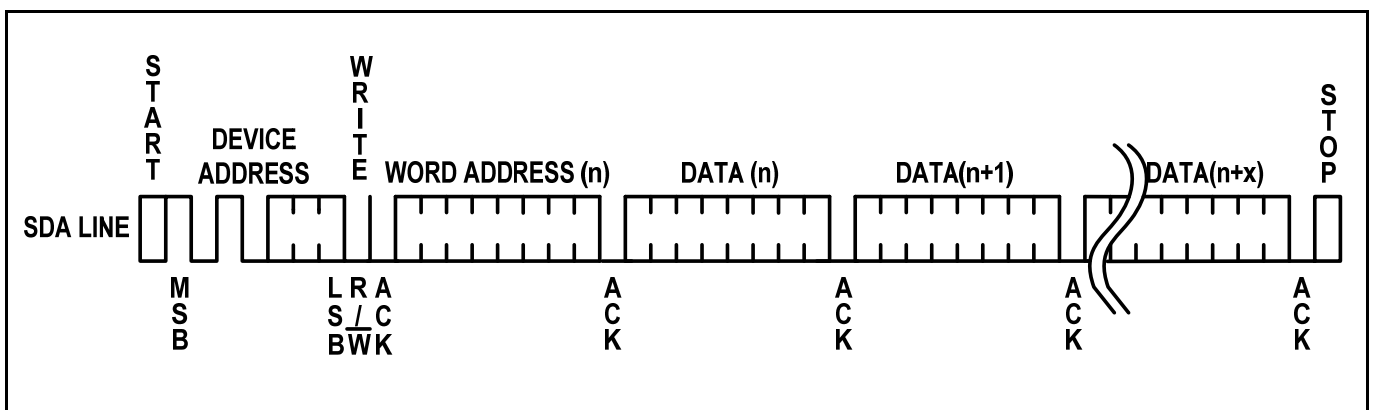 START
WRITE
STOP
DEVICE
ADDRESS
WORD ADDRESS (n)
DATA (n)
DATA(n+1)
DATA(n+x)
SDA LINE
MSB
LSB
R/W
ACK
ACK
ACK
ACK
ACK